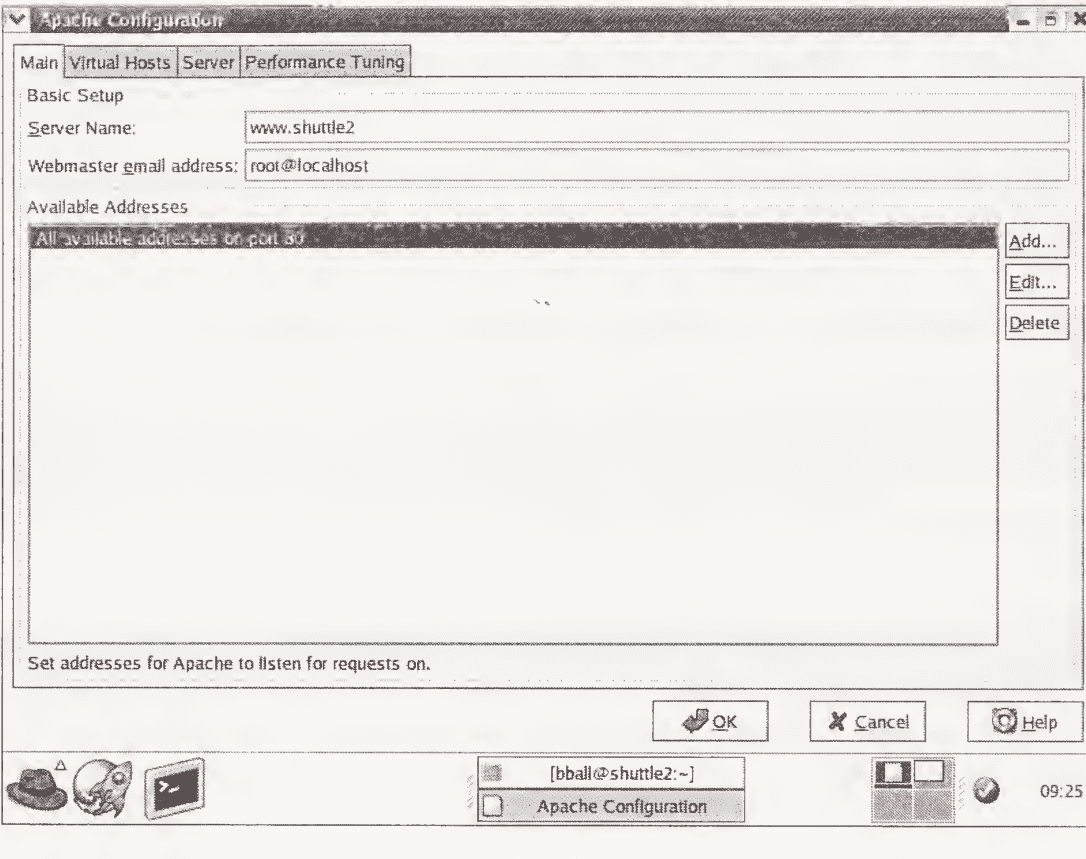 Apache Configuration
Main Virtual Hosts Server Performance Tuning
Basic Setup
Server Name: www.shuttle2
Webmaster email address: root@localhost
Available Addresses
All available addresses on port 80
Add...
Edit...
Delete
Set addresses for Apache to listen for requests on.
OK Cancel Help
[bball@shuttle2:~]
Apache Configuration
09:25